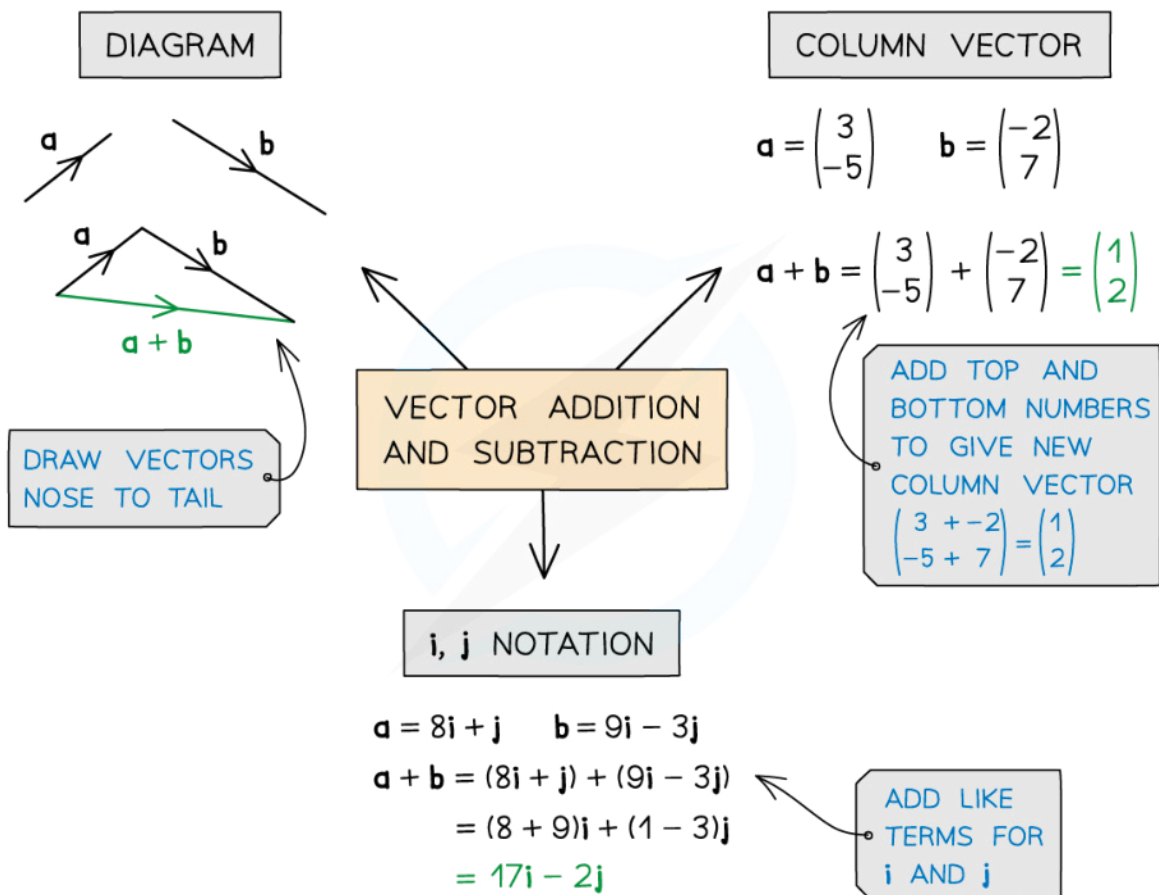 DIAGRAM
a
b
a
b
a + b
DRAW VECTORS
NOSE TO TAIL
COLUMN VECTOR
a = (3 -5) b = (-2 7)
a + b = (3 -5) + (-2 7) = (1 2)
ADD TOP AND
BOTTOM NUMBERS
TO GIVE NEW
COLUMN VECTOR
(3 + -2 -5 + 7) = (1 2)
VECTOR ADDITION
AND SUBTRACTION
i, j NOTATION
a = 8i + j b = 9i − 3j
a + b = (8i + j) + (9i − 3j)
= (8 + 9)i + (1 − 3)j
= 17i − 2j
ADD LIKE
TERMS FOR
i AND j